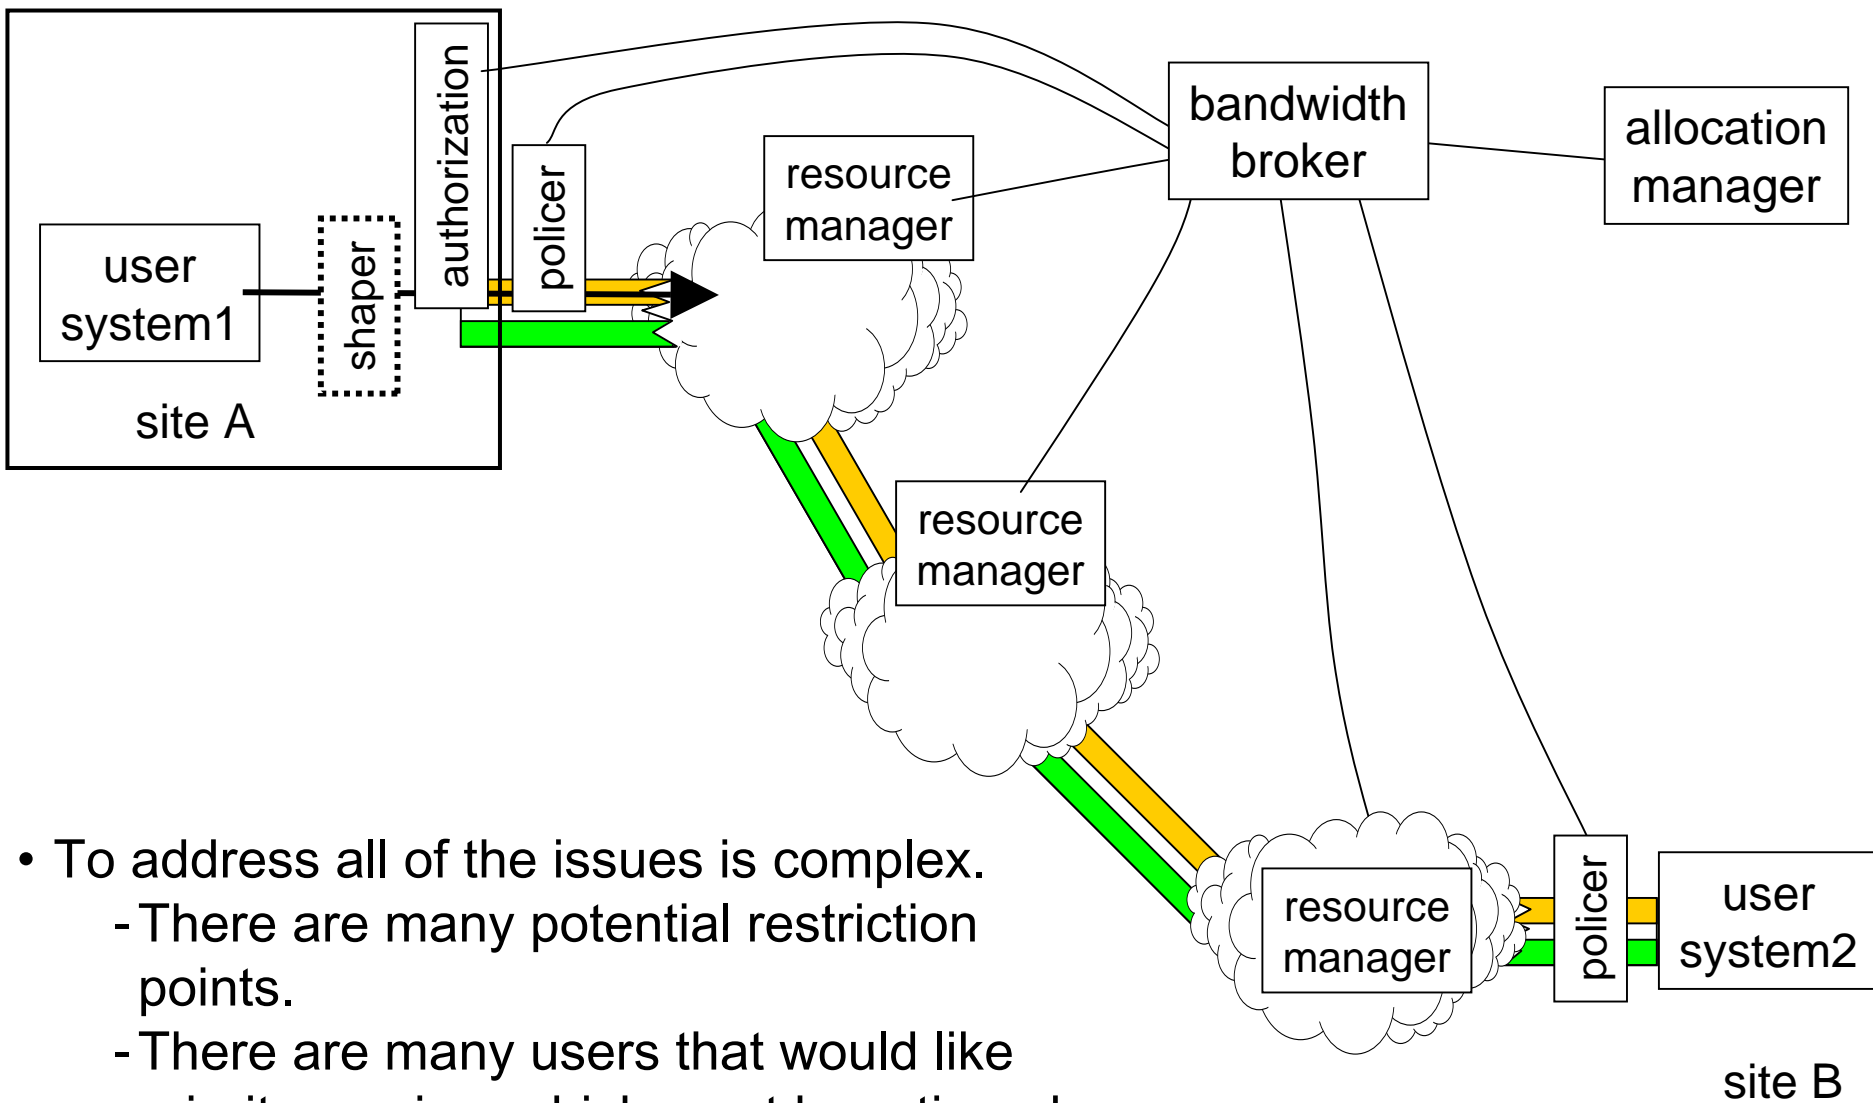 authorization
bandwidth
broker
allocation
manager
resource
manager
policer
user
system1
shaper
site A
resource
manager
• To address all of the issues is complex.
- There are many potential restriction
points.
- There are many users that would like
resource
manager
policer
user
system2
site B